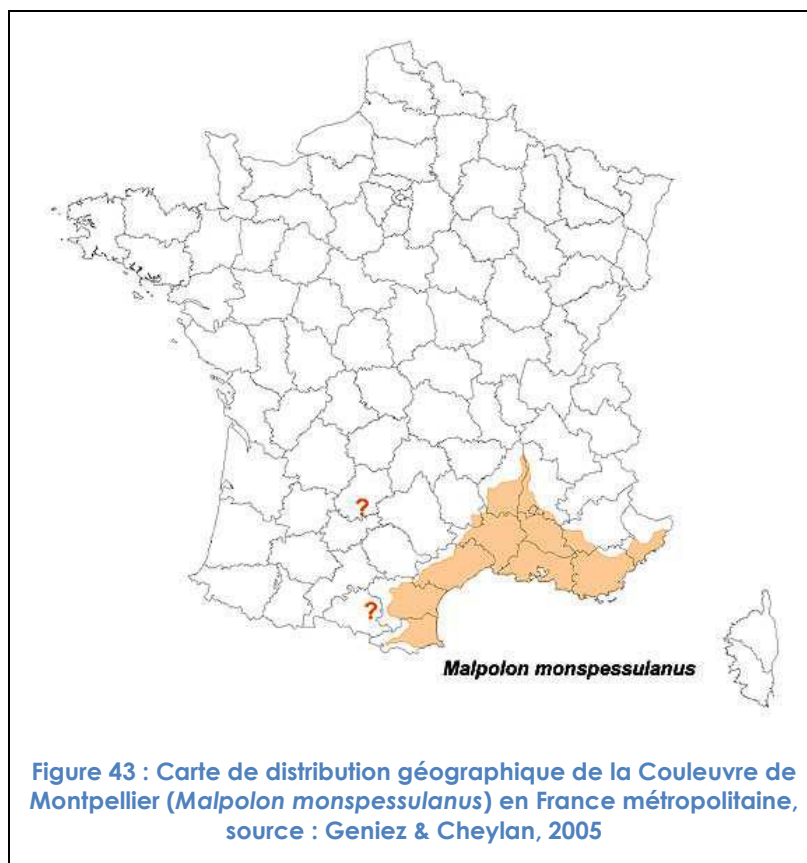 ?
?
Malpolon monspessulanus
Figure 43 : Carte de distribution géographique de la Couleuvre de
Montpellier (Malpolon monspessulanus) en France métropolitaine,
source : Geniez & Cheylan, 2005